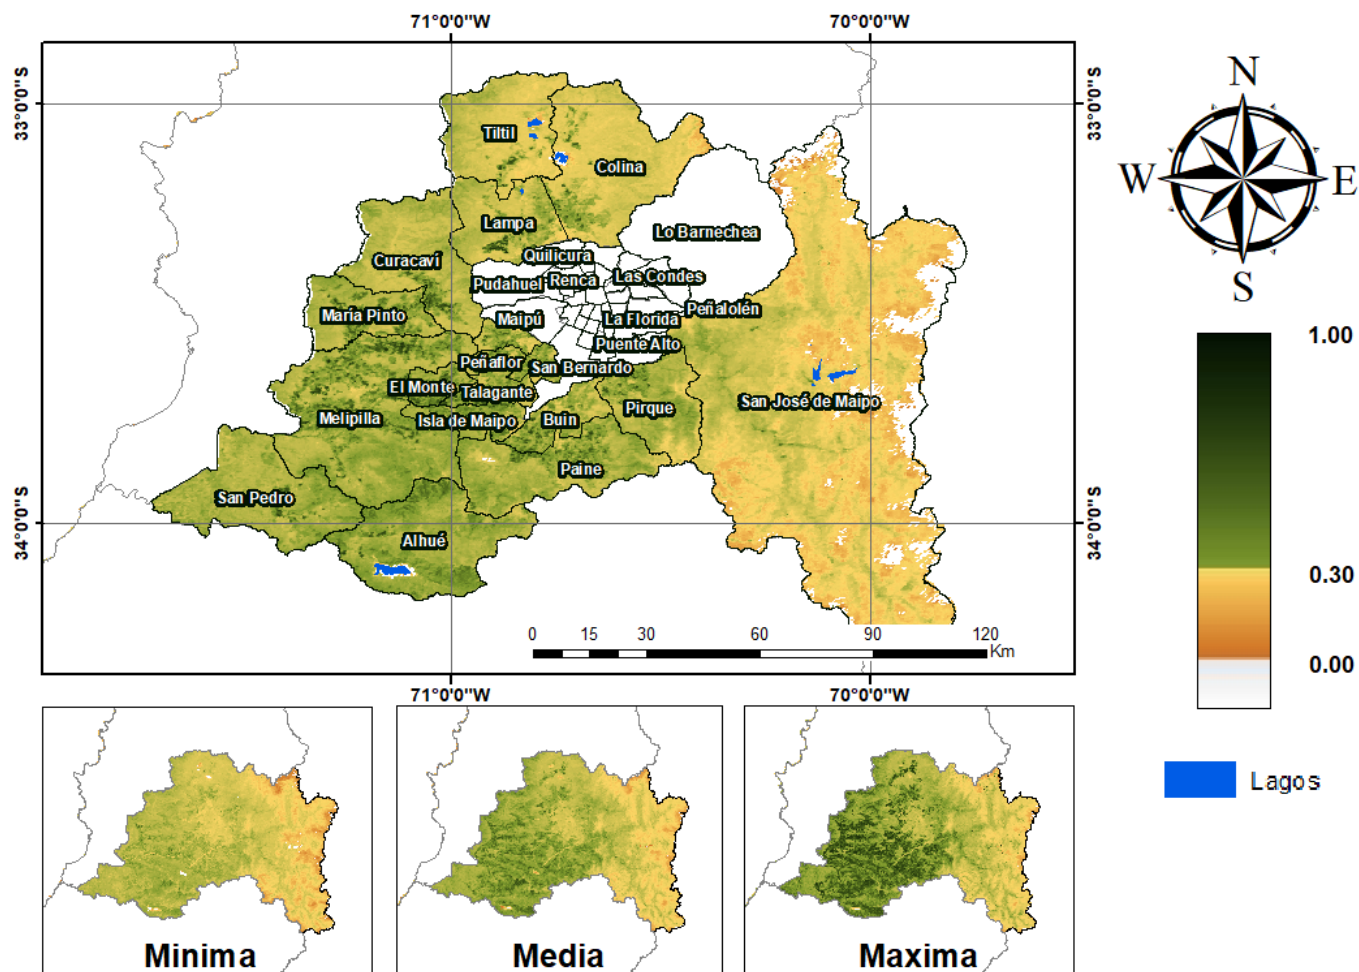 71°0'0"W
70°0'0"W
33°0'0"S
33°0'0"S
N
W
E
S
Tiltil
Colina
Lampa
Lo Barnechea
Quilicura
Curacaví
Las Condes
Pudahuel
Renca
Peñalolén
María Pinto
Maipú
La Florida
Puente Alto
Peñaflor
San Bernardo
El Monte
Talagante
San José de Maipo
Pirque
Melipilla
Isla de Maipo
Buin
Paine
San Pedro
Alhué
34°0'0"S
34°0'0"S
0 15 30 60 90 120
Km
71°0'0"W
70°0'0"W
1.00
0.30
0.00
Lagos
Minima
Media
Maxima